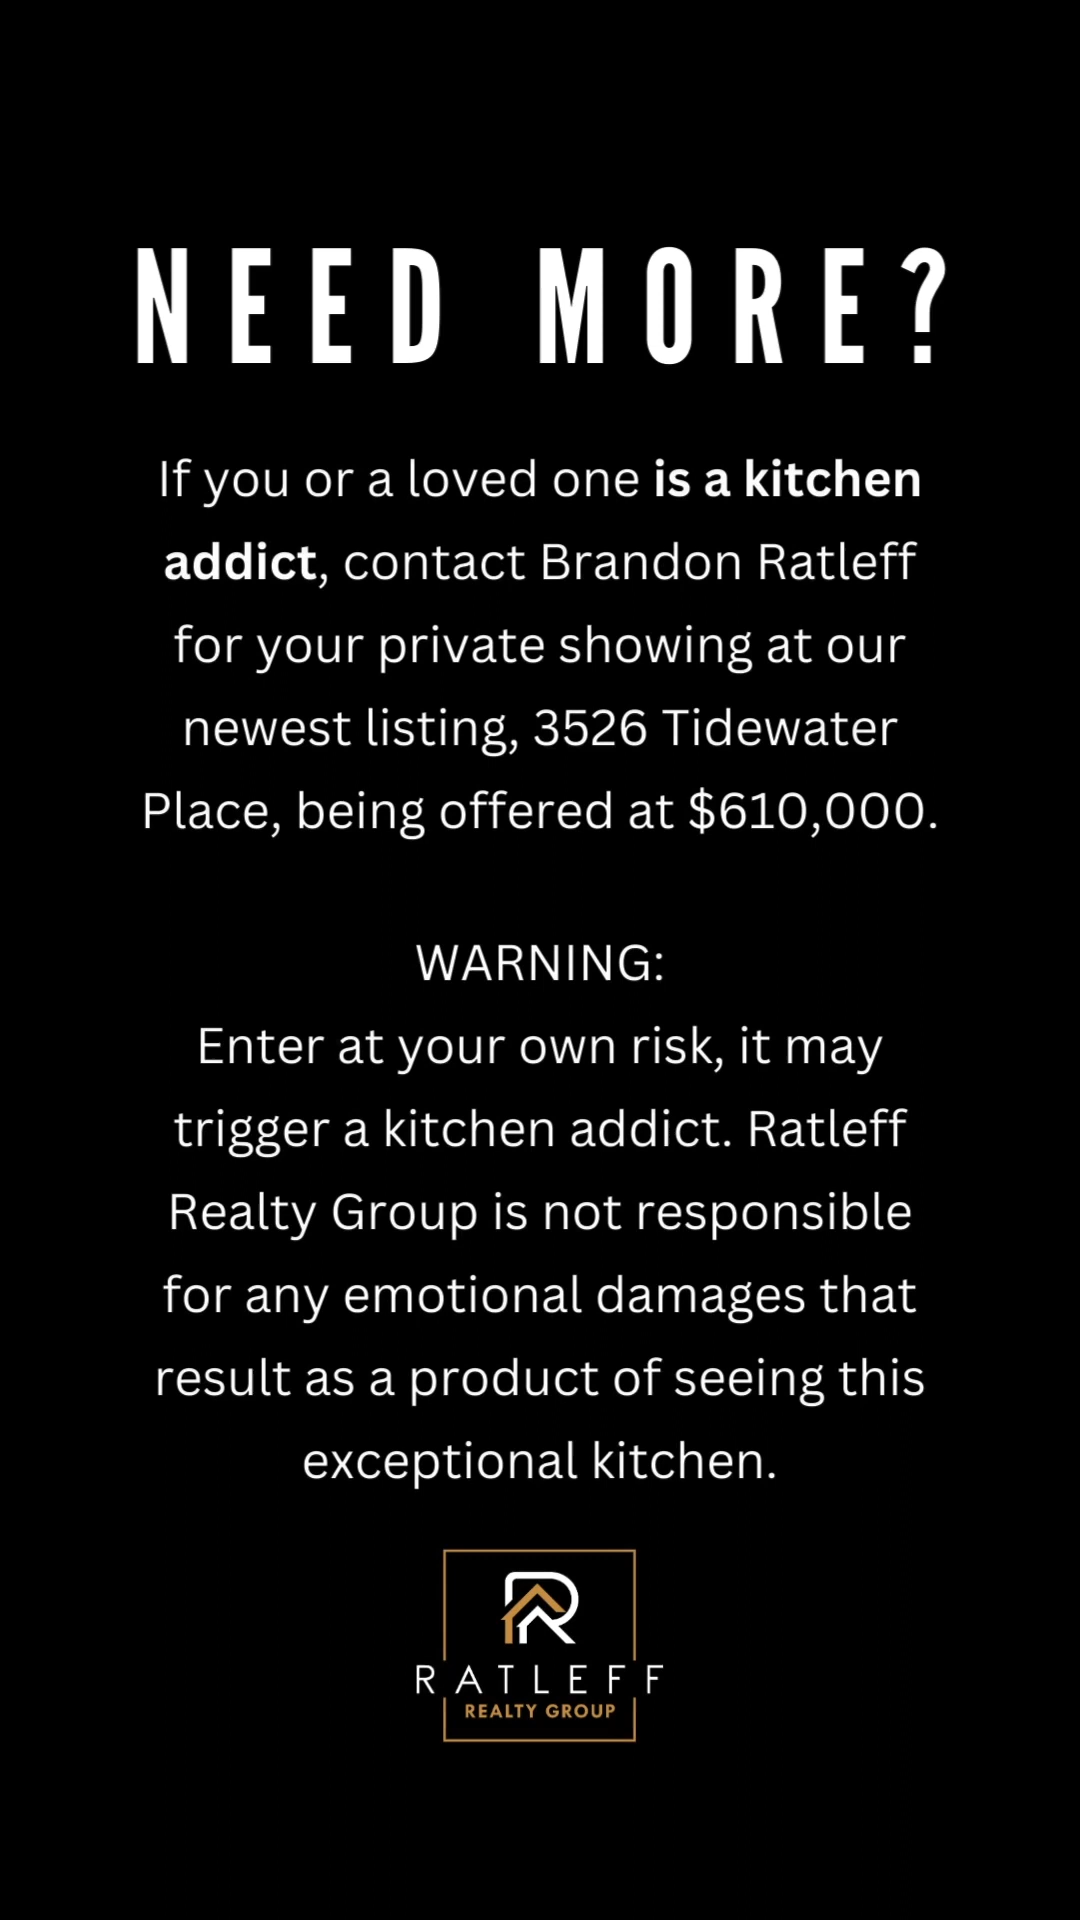 NEED MORE?
If you or a loved one is a kitchen
addict, contact Brandon Ratleff
for your private showing at our
newest listing, 3526 Tidewater
Place, being offered at $610,000.
WARNING:
Enter at your own risk, it may
trigger a kitchen addict. Ratleff
Realty Group is not responsible
for any emotional damages that
result as a product of seeing this
exceptional kitchen.
R
RATLEFF
REALTY GROUP